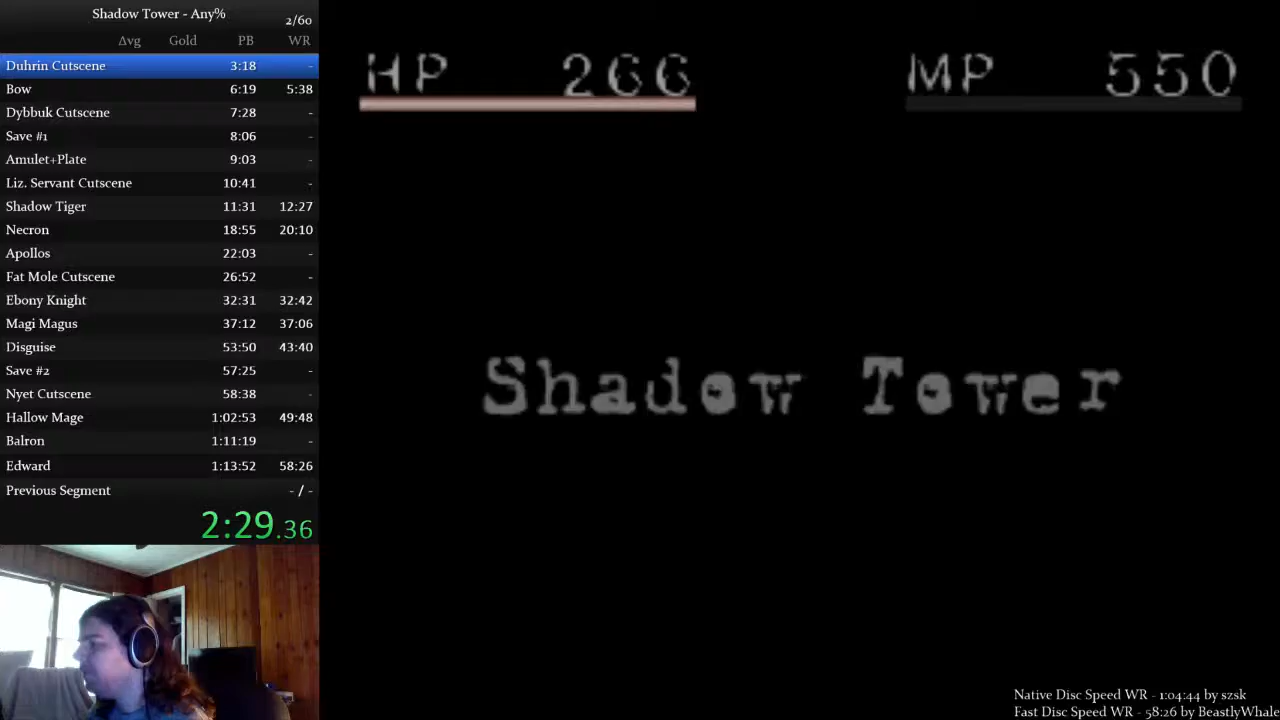 Shadow Tower - Any%
2/60
Δvg Gold PB WR
Duhrin Cutscene 3:18 -
Bow 6:19 5:38
Dybbuk Cutscene 7:28 -
Save #1 8:06 -
Amulet+Plate 9:03 -
Liz. Servant Cutscene 10:41 -
Shadow Tiger 11:31 12:27
Necron 18:55 20:10
Apollos 22:03 -
Fat Mole Cutscene 26:52 -
Ebony Knight 32:31 32:42
Magi Magus 37:12 37:06
Disguise 53:50 43:40
Save #2 57:25 -
Nyet Cutscene 58:38 -
Hallow Mage 1:02:53 49:48
Balron 1:11:19 -
Edward 1:13:52 58:26
Previous Segment - / -
2:29.36
HP 266 MP 550
Shadow Tower
Native Disc Speed WR - 1:04:44 by szsk
Fast Disc Speed WR - 58:26 by BeastlyWhale